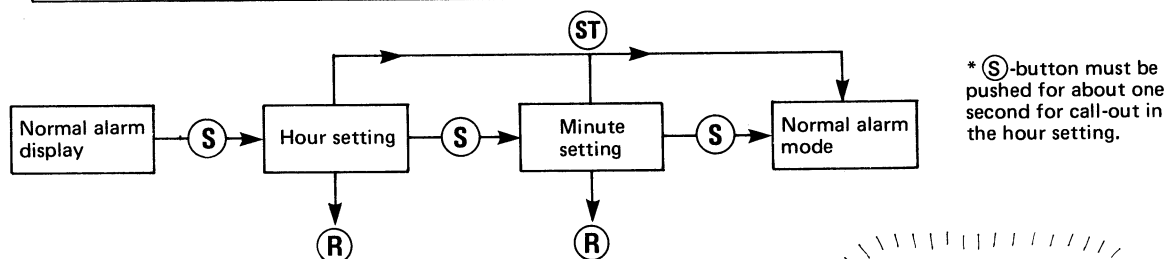 ST
Normal alarm
display
S
Hour setting
S
Minute
setting
S
Normal alarm
mode
R
R
* S-button must be
pushed for about one
second for call-out in
the hour setting.